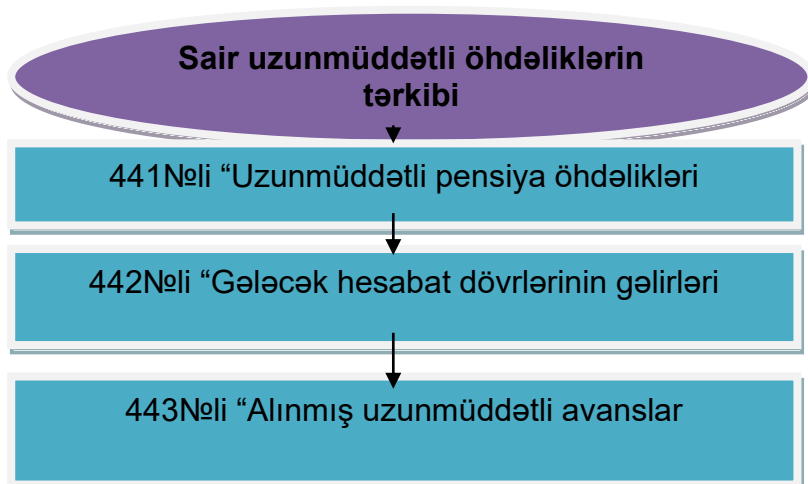 Sair uzunmüddətli öhdəliklərin
tərkibi
441№li “Uzunmüddətli pensiya öhdəlikləri
442№li “Gələcək hesabat dövrlərinin gəlirləri
443№li “Alınmış uzunmüddətli avanslar